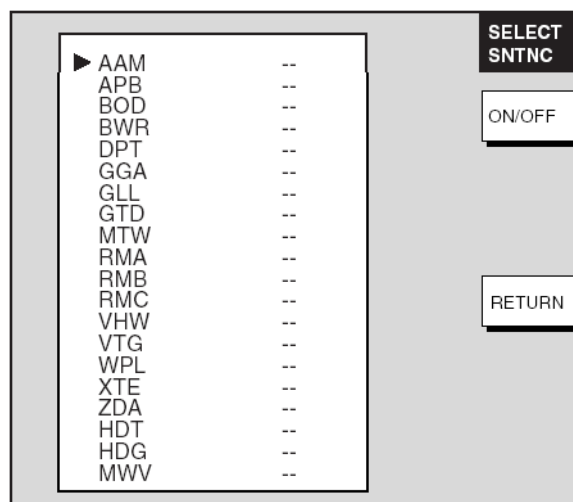 SELECT
SNTNC
AAM --
APB --
BOD --
BWR --
DPT --
GGA --
GLL --
GTD --
MTW --
RMA --
RMB --
RMC --
VHW --
VTG --
WPL --
XTE --
ZDA --
HDT --
HDG --
MWV --
ON/OFF
RETURN